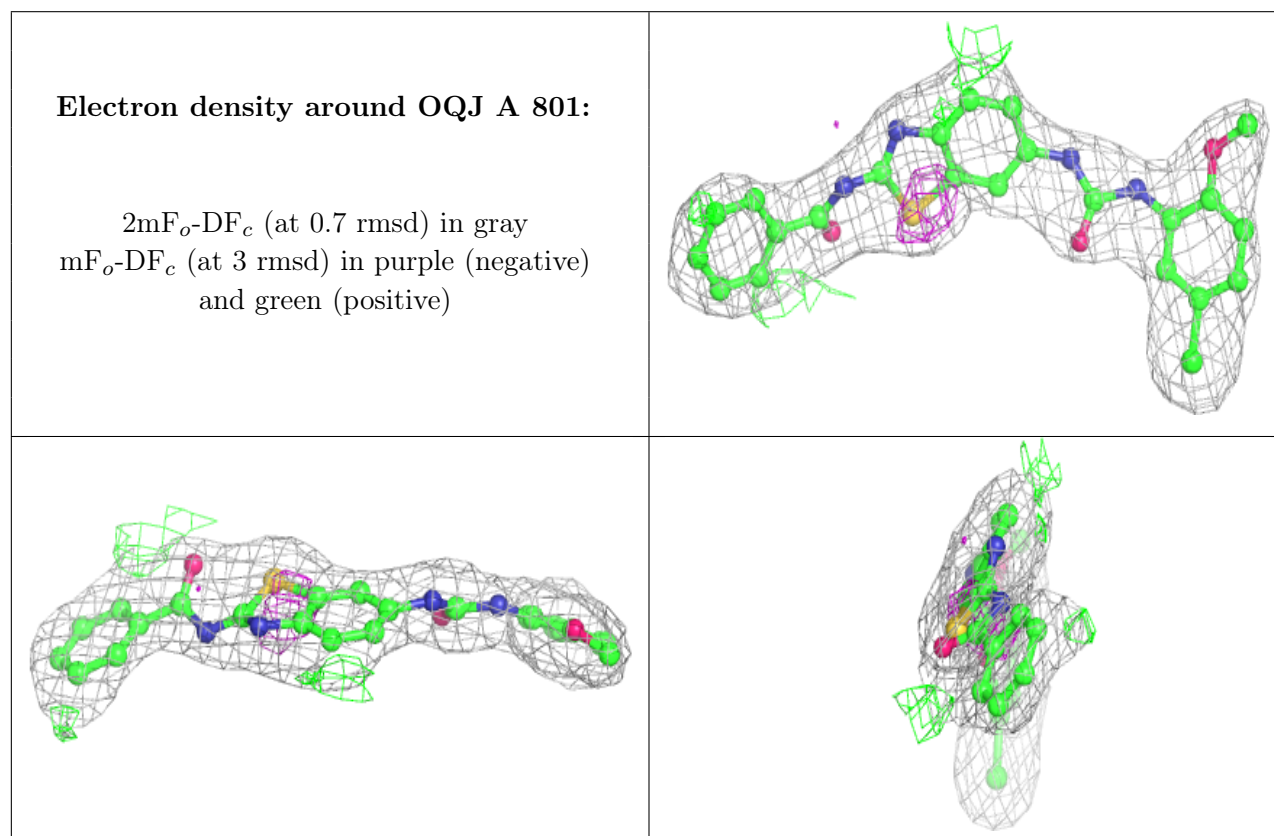 Electron density around OQJ A 801:
2mFo-DFc (at 0.7 rmsd) in gray
mFo-DFc (at 3 rmsd) in purple (negative)
and green (positive)